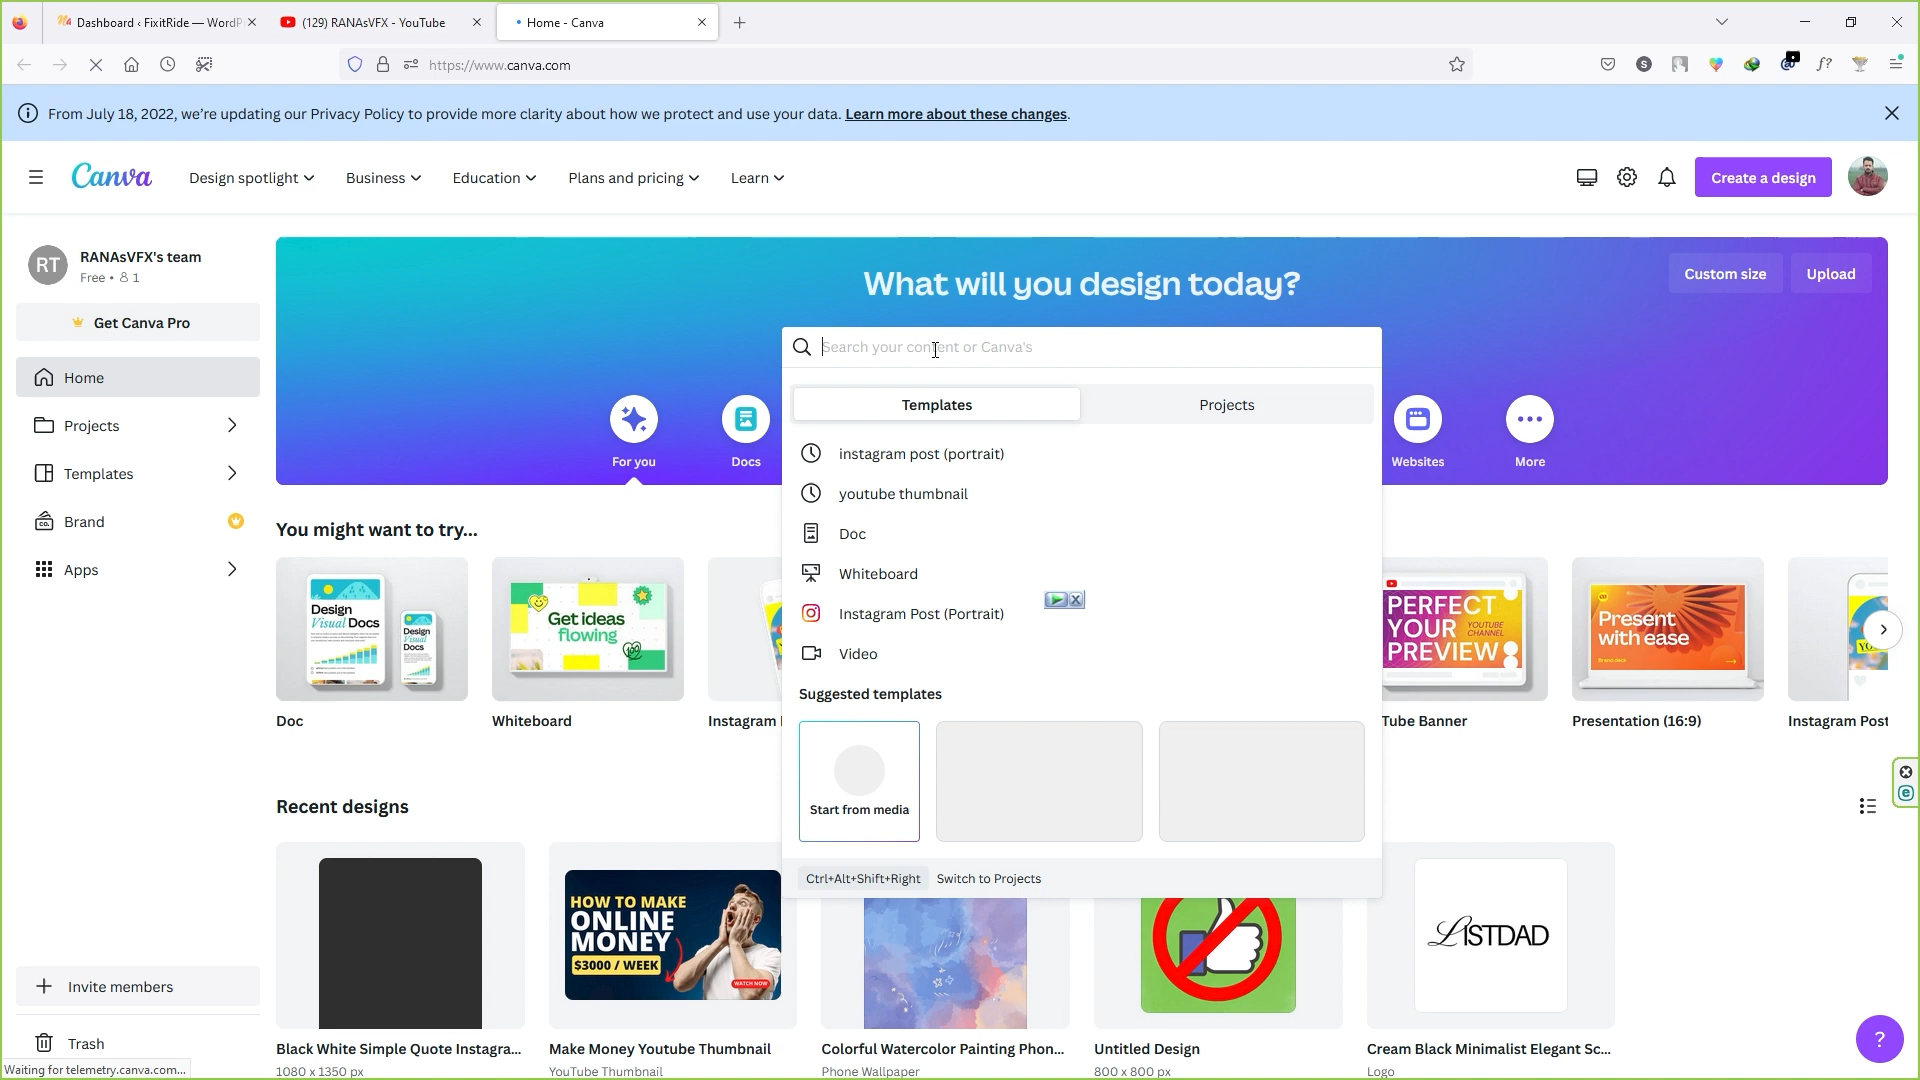 Dashboard ‹ FixitRide — WordP
(129) RANAsVFX - YouTube
Home - Canva
https://www.canva.com
From July 18, 2022, we’re updating our Privacy Policy to provide more clarity about how we protect and use your data. Learn more about these changes.
Canva
Design spotlight
Business
Education
Plans and pricing
Learn
Create a design
RT
RANAsVFX's team
Free • 1
Get Canva Pro
Home
Projects
Templates
Brand
Apps
Invite members
Trash
What will you design today?
Custom size
Upload
Search your content or Canva's
For you
Docs
Websites
More
Templates
Projects
instagram post (portrait)
youtube thumbnail
Doc
Whiteboard
Instagram Post (Portrait)
Video
Suggested templates
Start from media
Ctrl+Alt+Shift+Right Switch to Projects
You might want to try...
Design
Visual Docs
Design
Visual Docs
Get ideas
flowing
100
PERFECT
YOUR
PREVIEW
YOUTUBE
CHANNEL
Present
with ease
Doc
Whiteboard
Instagram
Tube Banner
Presentation (16:9)
Instagram Post
Recent designs
HOW TO MAKE
ONLINE
MONEY
$3000 / WEEK
WATCH NOW
LISTDAD
Black White Simple Quote Instagra...
1080 x 1350 px
Make Money Youtube Thumbnail
YouTube Thumbnail
Colorful Watercolor Painting Phon...
Phone Wallpaper
Untitled Design
800 x 800 px
Cream Black Minimalist Elegant Sc...
Logo
?
Waiting for telemetry.canva.com...